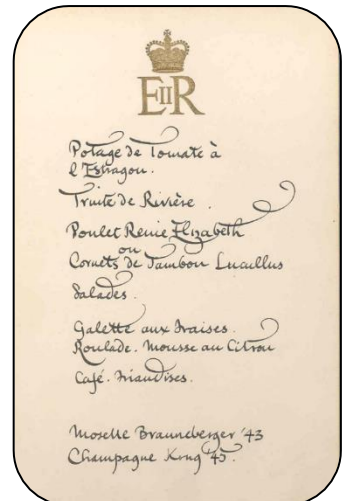 EIIR
Potage de Tomate à
l'Estragon.
Truite de Rivière.
Poulet Reine Elizabeth
ou
Cornets de Jambon Lucullus
Salades.
Galette aux Fraises.
Roulade. Mousse au Citron
Café. Friandises.
Moselle Brauneberger '43
Champagne Krug '45.